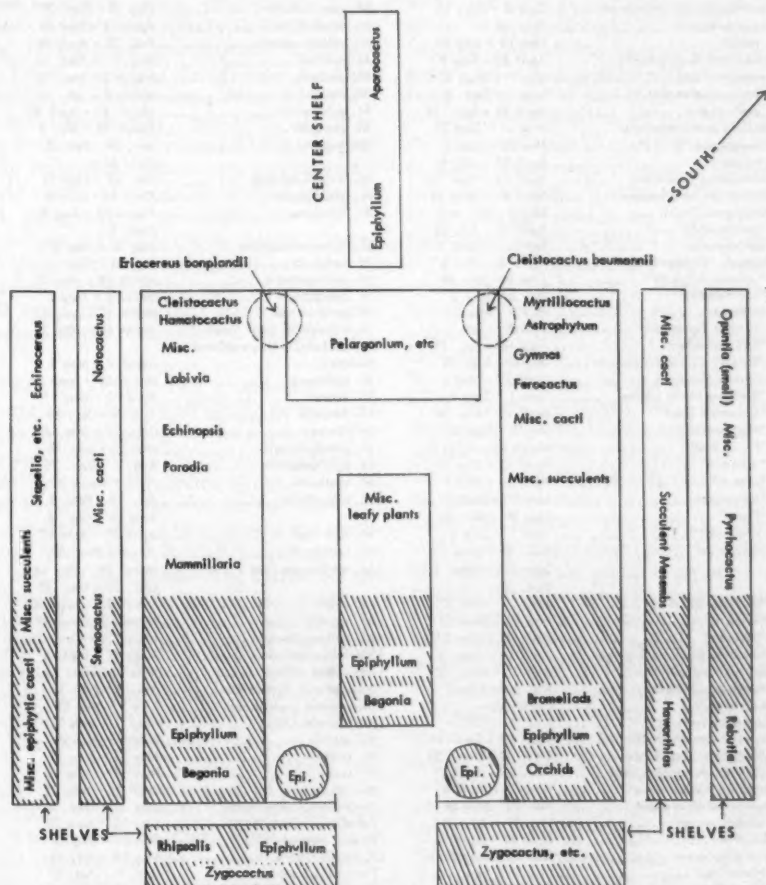 CENTER SHELF
Aporocactus
Epiphyllum
-SOUTH-
Eriocereus bonplandii
Cleistocactus baumannii
Echinocereus
Stapelia, etc.
Misc. succulents
Misc. epiphytic cacti
Notocactus
Misc. cacti
Stenocactus
Cleistocactus
Hamatocactus
Misc.
Lobivia
Echinopsis
Parodia
Mammillaria
Epiphyllum
Begonia
Pelargonium, etc
Misc.
leafy plants
Epiphyllum
Begonia
Epi.
Epi.
Myrtillocactus
Astrophytum
Gymnos
Ferocactus
Misc. cacti
Misc. succulents
Bromeliads
Epiphyllum
Orchids
Misc. cacti
Succulent Mesembs
Haworthias
Opuntia (small)
Misc.
Pyrrhocactus
Rebutia
SHELVES
SHELVES
Rhipsalis
Epiphyllum
Zygocactus
Zygocactus, etc.